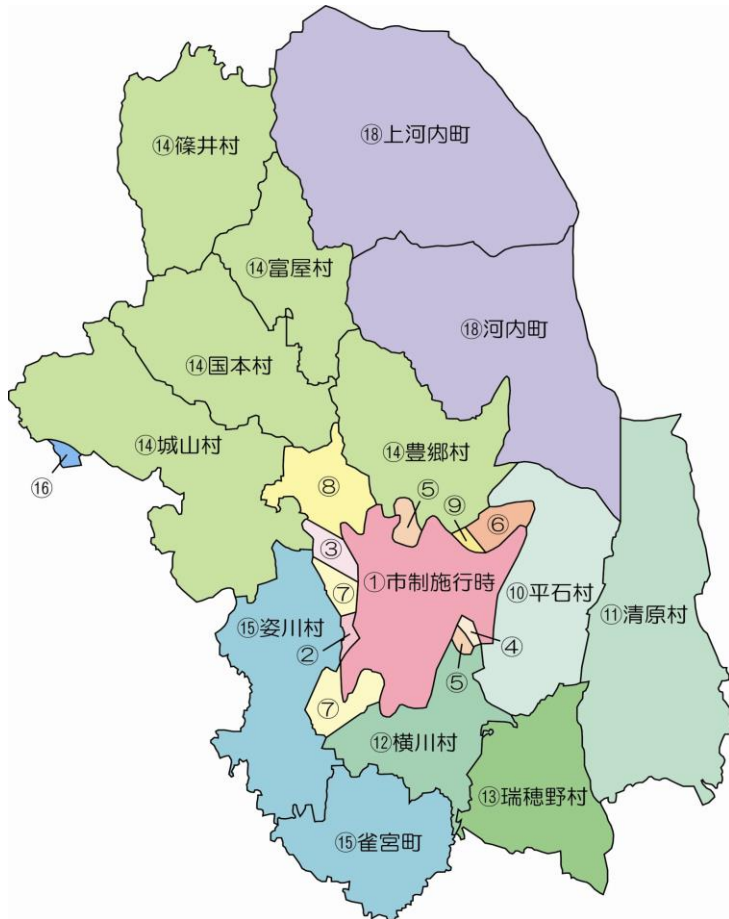 ⑭篠井村
⑱上河内町
⑭富屋村
⑱河内町
⑭国本村
⑭城山村
⑭豊郷村
⑯
⑧
⑤
⑨
⑥
③
①市制施行時
⑦
⑩平石村
⑪清原村
⑮姿川村
②
④
⑤
⑦
⑫横川村
⑬瑞穂野村
⑮雀宮町